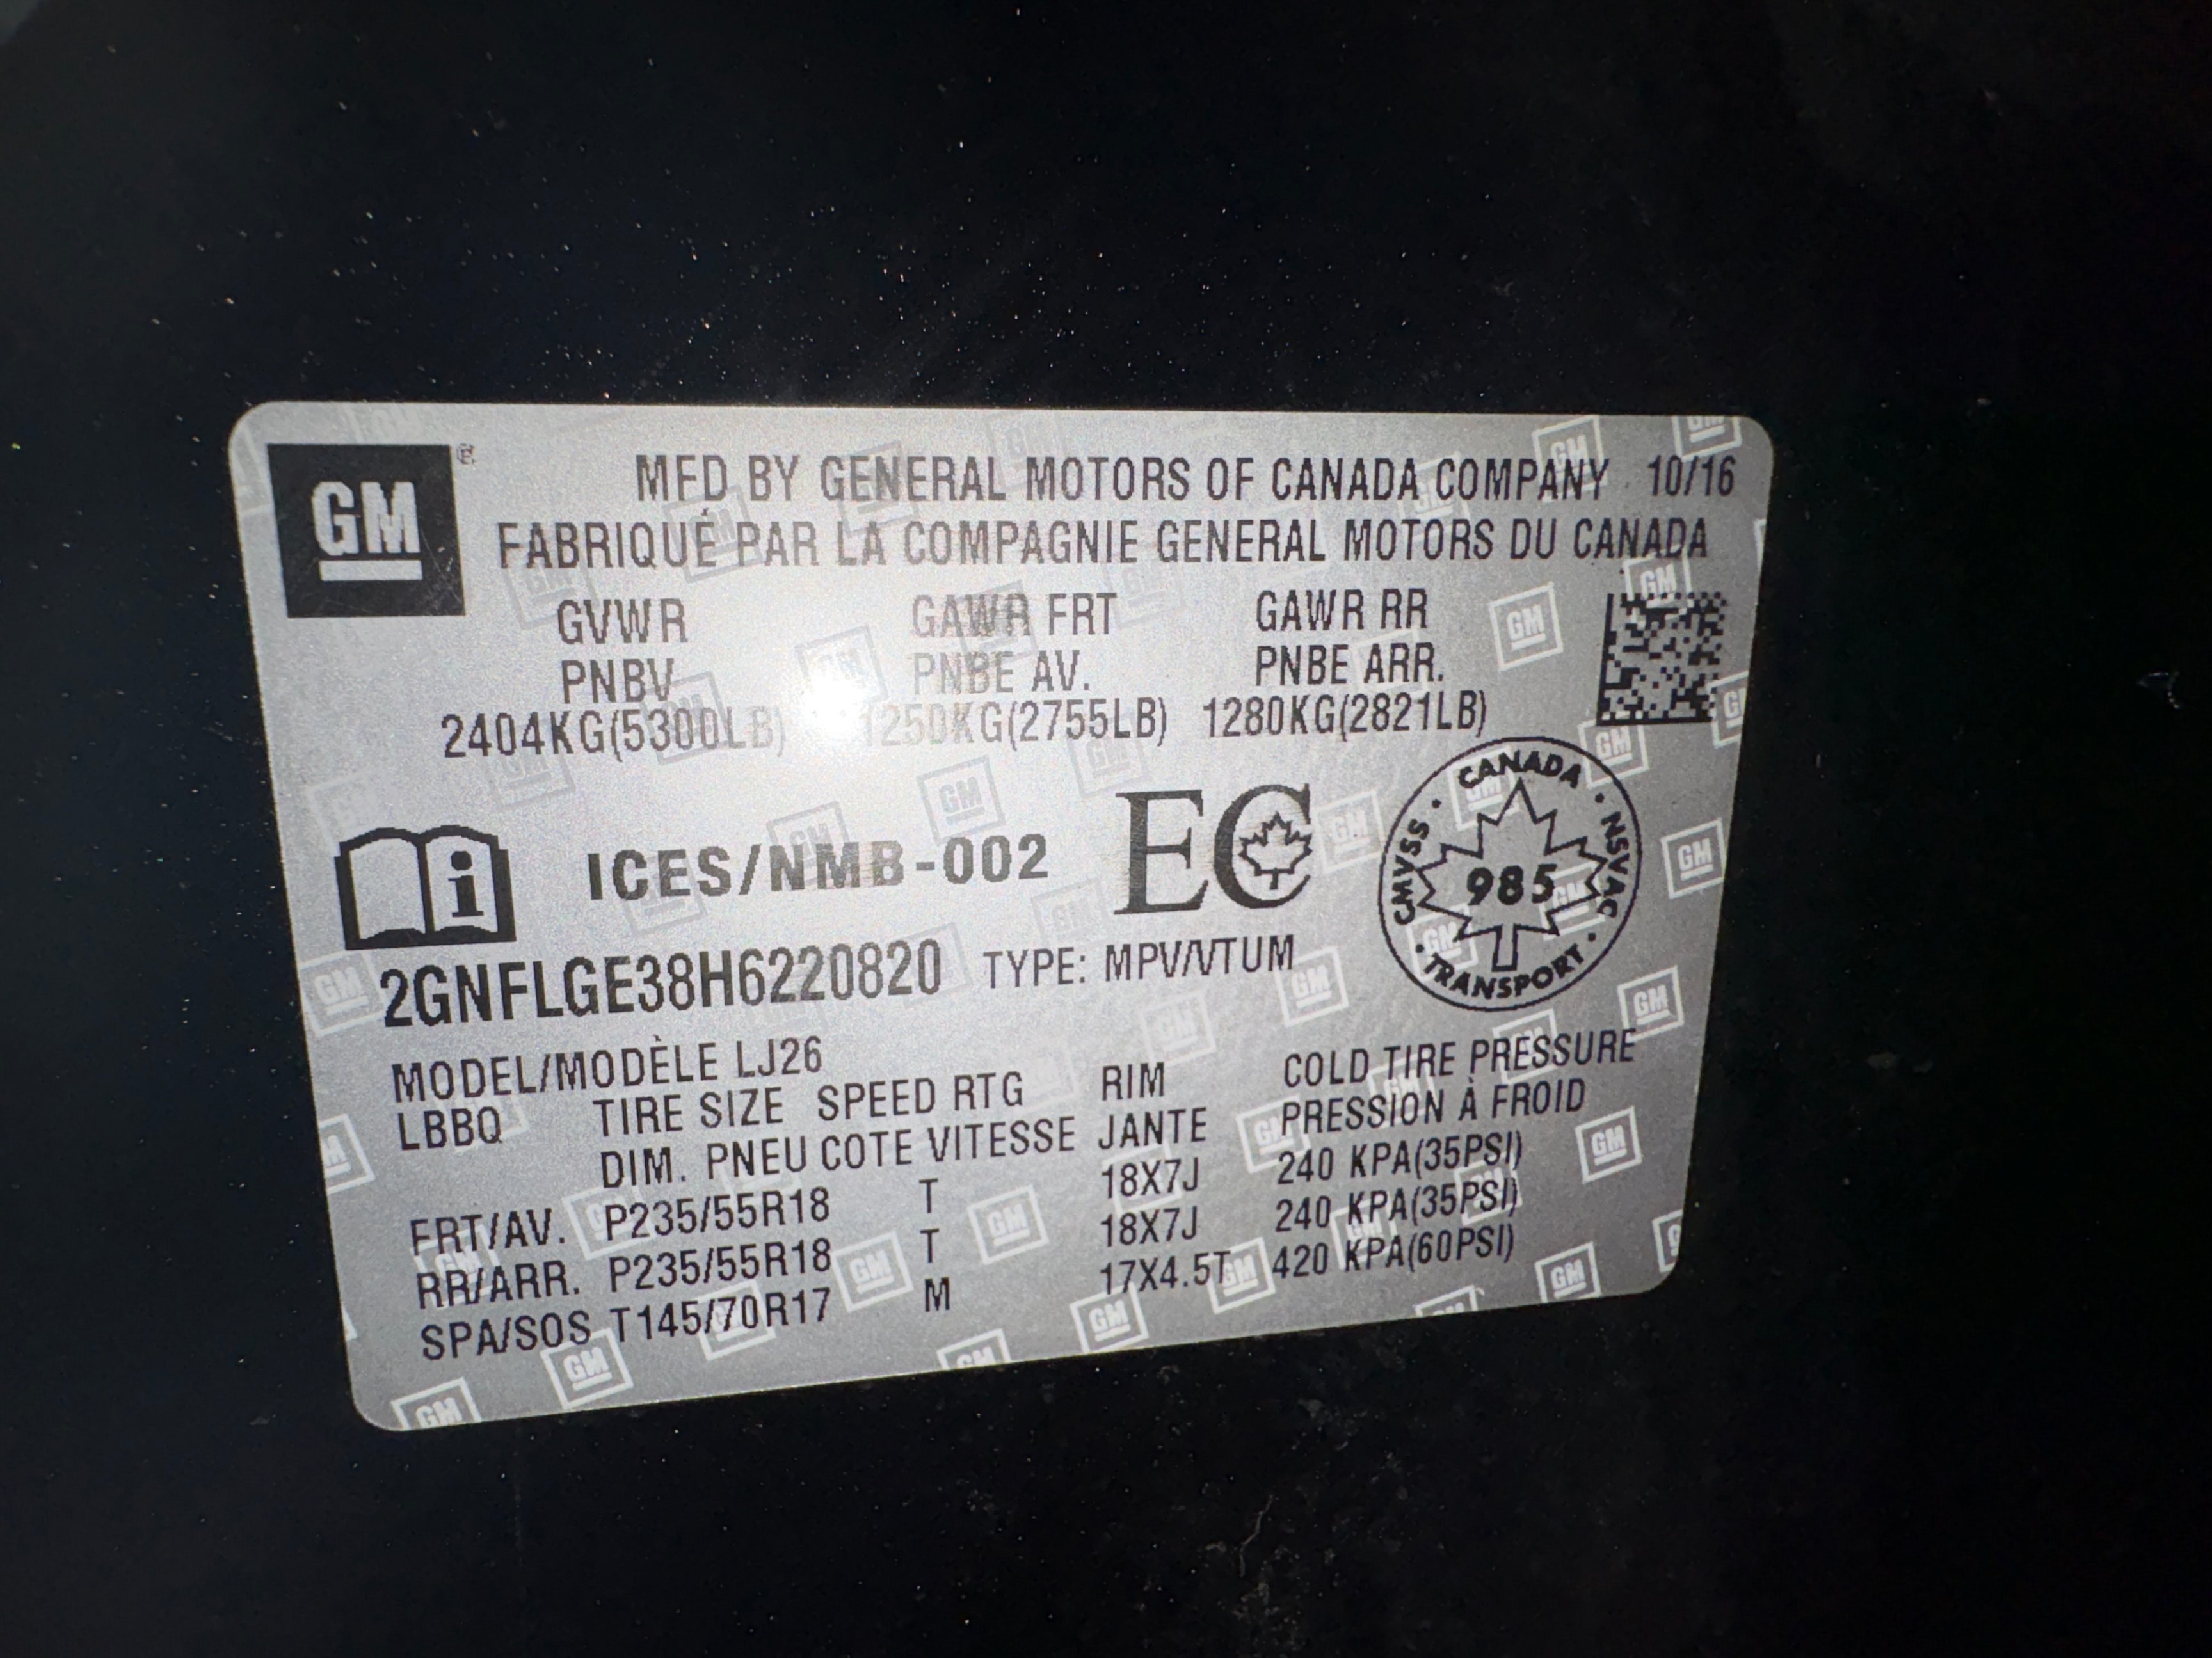 GM
MFD BY GENERAL MOTORS OF CANADA COMPANY 10/16
FABRIQUÉ PAR LA COMPAGNIE GENERAL MOTORS DU CANADA
GVWR GAWR FRT GAWR RR
PNBV PNBE AV. PNBE ARR.
2404KG(5300LB) 1250KG(2755LB) 1280KG(2821LB)
ICES/NMB-002 EC
CANADA · NSVAC · TRANSPORT · CMVSS ·
985
2GNFLGE38H6220820 TYPE: MPV/VTUM
MODEL/MODÈLE LJ26
LBBQ TIRE SIZE SPEED RTG RIM COLD TIRE PRESSURE
DIM. PNEU COTE VITESSE JANTE PRESSION À FROID
FRT/AV. P235/55R18 T 18X7J 240 KPA(35PSI)
RR/ARR. P235/55R18 T 18X7J 240 KPA(35PSI)
SPA/SOS T145/70R17 M 17X4.5T 420 KPA(60PSI)